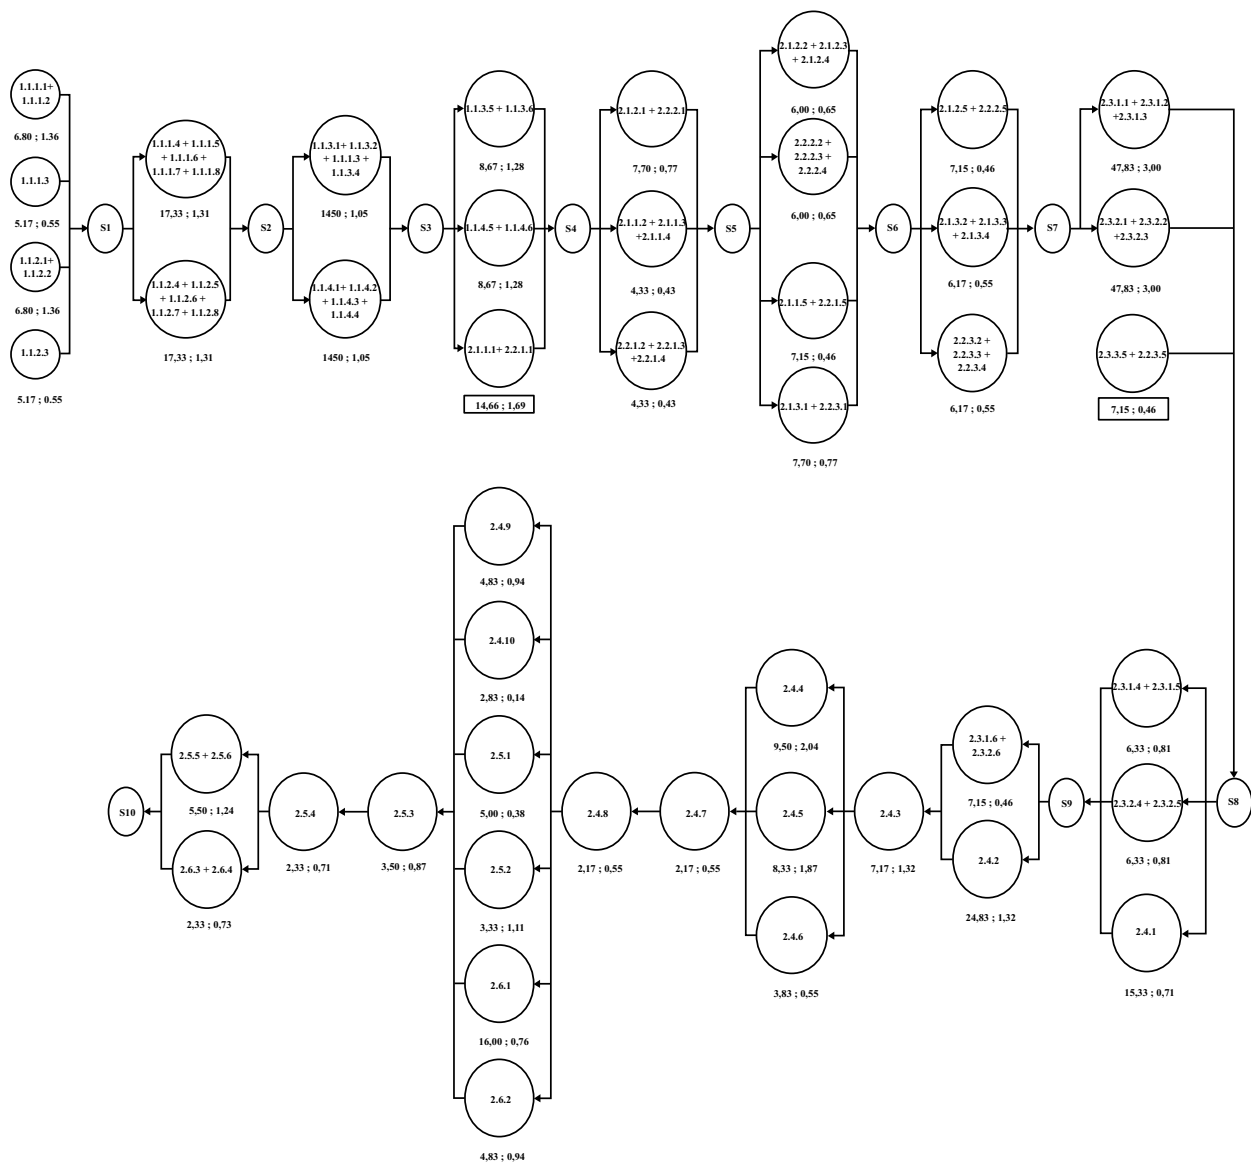 1.1.1.1+
1.1.1.2
6.80 ; 1.36
1.1.1.3
5.17 ; 0.55
1.1.2.1+
1.1.2.2
6.80 ; 1.36
1.1.2.3
5.17 ; 0.55
S1
1.1.1.4 + 1.1.1.5
+ 1.1.1.6 +
1.1.1.7 + 1.1.1.8
17,33 ; 1,31
1.1.2.4 + 1.1.2.5
+ 1.1.2.6 +
1.1.2.7 + 1.1.2.8
17,33 ; 1,31
S2
1.1.3.1+ 1.1.3.2
+ 1.1.1.3 +
1.1.3.4
1450 ; 1,05
1.1.4.1+ 1.1.4.2
+ 1.1.4.3 +
1.1.4.4
1450 ; 1,05
S3
1.1.3.5 + 1.1.3.6
8,67 ; 1,28
1.1.4.5 + 1.1.4.6
8,67 ; 1,28
2.1.1.1+ 2.2.1.1
14,66 ; 1,69
S4
2.1.2.1 + 2.2.2.1
7,70 ; 0,77
2.1.1.2 + 2.1.1.3
+2.1.1.4
4,33 ; 0,43
2.2.1.2 + 2.2.1.3
+2.2.1.4
4,33 ; 0,43
S5
2.1.2.2 + 2.1.2.3
+ 2.1.2.4
6,00 ; 0,65
2.2.2.2 +
2.2.2.3 +
2.2.2.4
6,00 ; 0,65
2.1.1.5 + 2.2.1.5
7,15 ; 0,46
2.1.3.1 + 2.2.3.1
7,70 ; 0,77
S6
2.1.2.5 + 2.2.2.5
7,15 ; 0,46
2.1.3.2 + 2.1.3.3
+ 2.1.3.4
6,17 ; 0,55
2.2.3.2 +
2.2.3.3 +
2.2.3.4
6,17 ; 0,55
S7
2.3.1.1 + 2.3.1.2
+2.3.1.3
47,83 ; 3,00
2.3.2.1 + 2.3.2.2
+2.3.2.3
47,83 ; 3,00
2.3.3.5 + 2.2.3.5
7,15 ; 0,46
S8
2.3.1.4 + 2.3.1.5
6,33 ; 0,81
2.3.2.4 + 2.3.2.5
6,33 ; 0,81
2.4.1
15,33 ; 0,71
S9
2.3.1.6 +
2.3.2.6
7,15 ; 0,46
2.4.2
24,83 ; 1,32
2.4.3
7,17 ; 1,32
2.4.4
9,50 ; 2,04
2.4.5
8,33 ; 1,87
2.4.6
3,83 ; 0,55
2.4.7
2,17 ; 0,55
2.4.8
2,17 ; 0,55
2.4.9
4,83 ; 0,94
2.4.10
2,83 ; 0,14
2.5.1
5,00 ; 0,38
2.5.2
3,33 ; 1,11
2.6.1
16,00 ; 0,76
2.6.2
4,83 ; 0,94
2.5.3
3,50 ; 0,87
2.5.4
2,33 ; 0,71
2.5.5 + 2.5.6
5,50 ; 1,24
2.6.3 + 2.6.4
2,33 ; 0,73
S10